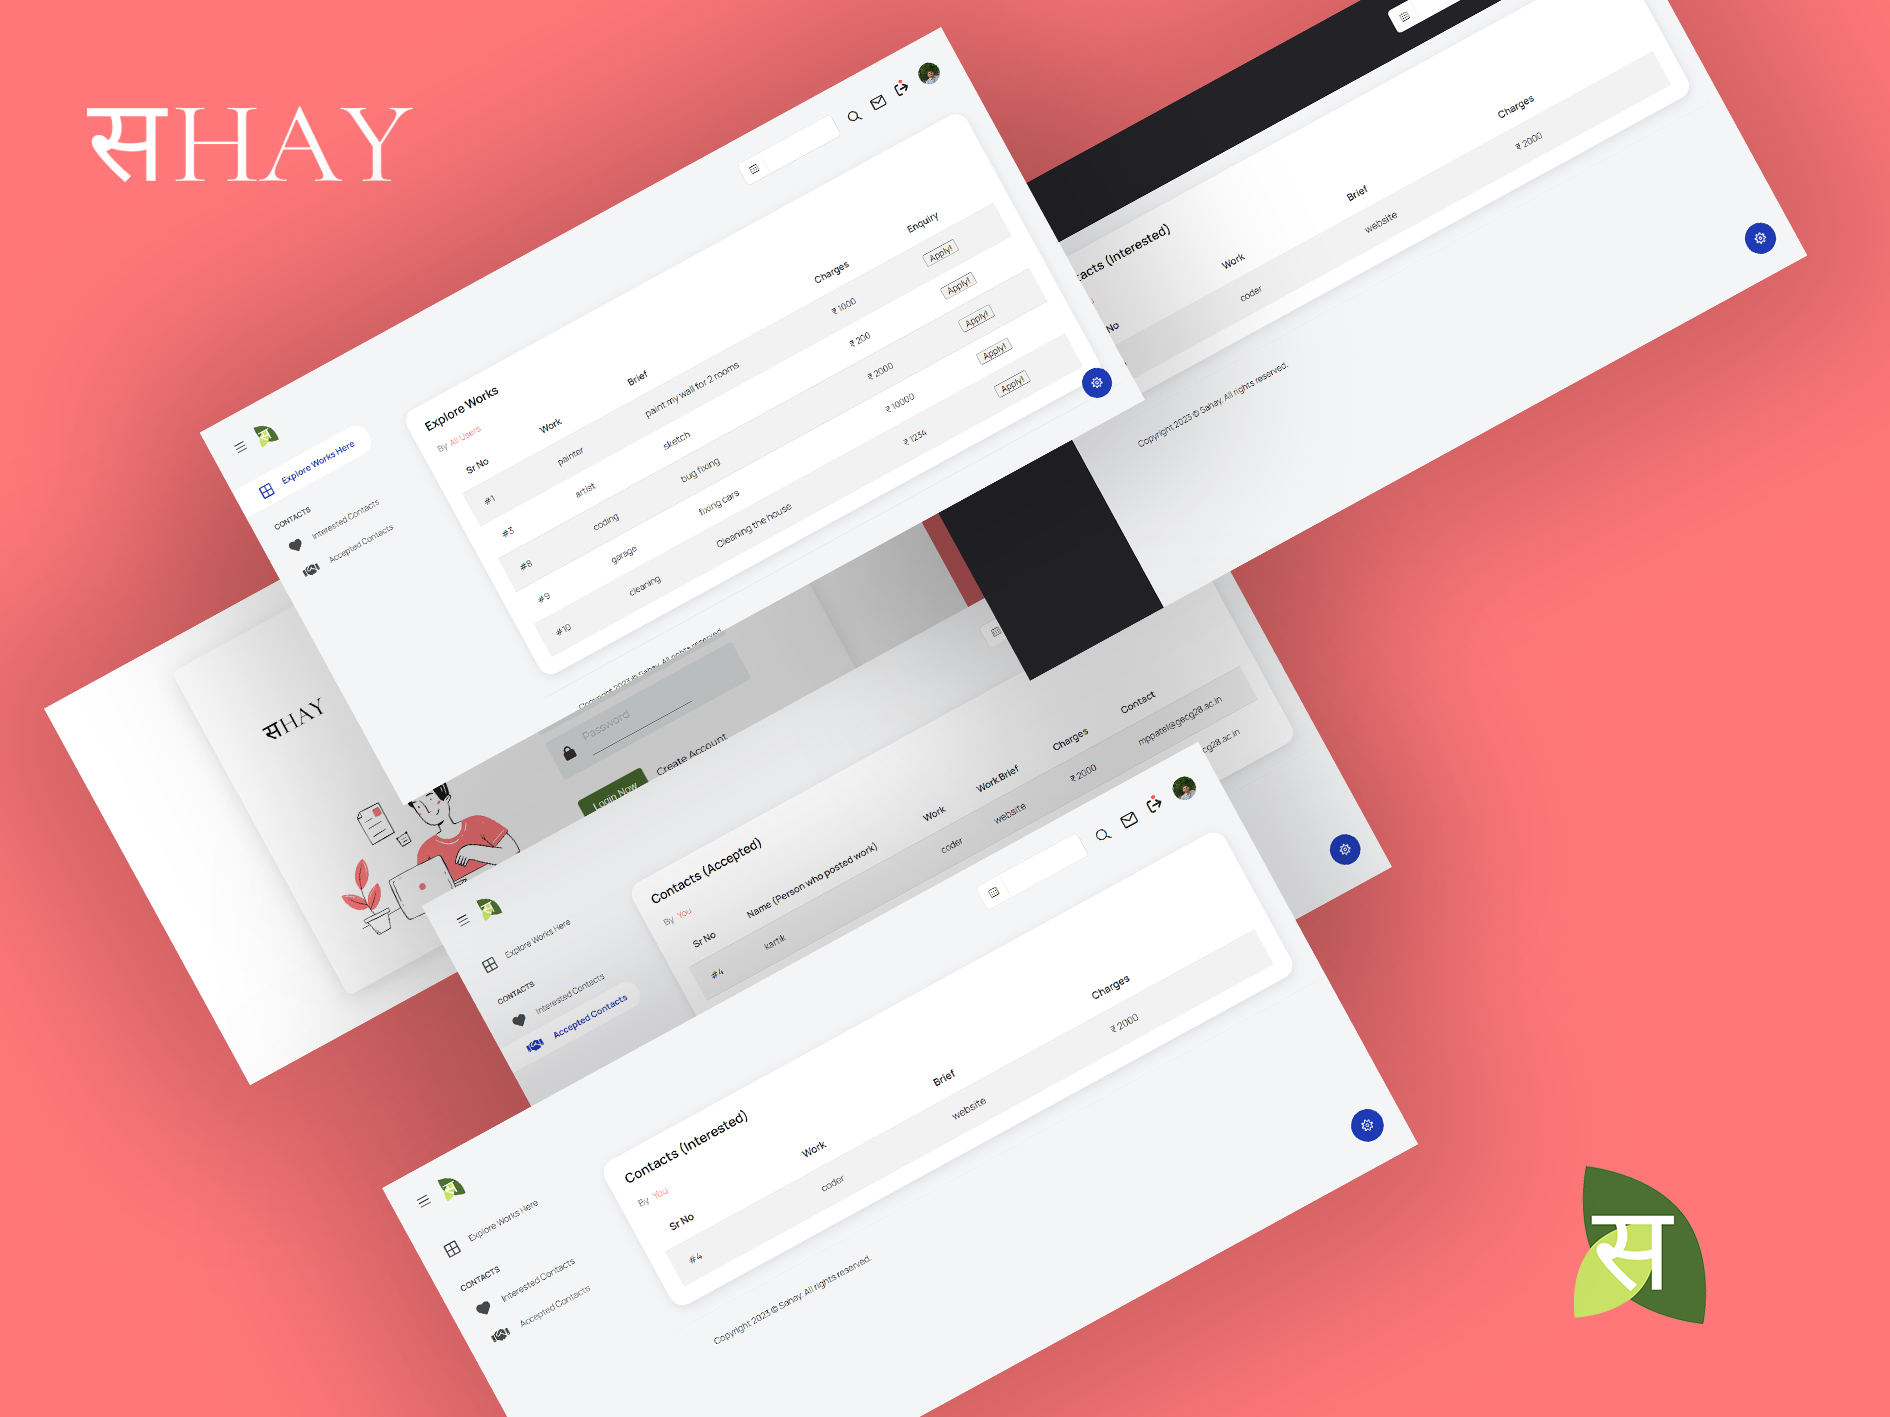 सHAY
Explore Works Here
CONTACTS
Interested Contacts
Accepted Contacts
Explore Works
By All Users
Sr No Work Brief Charges Enquiry
#1 painter paint my wall for 2 rooms ₹ 1000 Apply!
#3 artist sketch ₹ 200 Apply!
#8 coding bug fixing ₹ 2000 Apply!
#9 garage fixing cars ₹ 10000 Apply!
#10 cleaning Cleaning the house ₹ 1234 Apply!
Copyright 2023 © Sahay. All rights reserved.
स
acts (Interested)
No Work Brief Charges
coder website ₹ 2000
Copyright 2023 © Sahay. All rights reserved.
सHAY
Password
Login Now
Create Account
स
Explore Works Here
CONTACTS
Interested Contacts
Accepted Contacts
Contacts (Accepted)
By You
Sr No Name (Person who posted work) Work Work Brief Charges Contact
#4 kartik coder website ₹ 2000 mppatel@gecg28.ac.in
cg28.ac.in
स
Explore Works Here
CONTACTS
Interested Contacts
Accepted Contacts
Contacts (Interested)
By You
Sr No Work Brief Charges
#4 coder website ₹ 2000
Copyright 2023 © Sahay. All rights reserved.
स